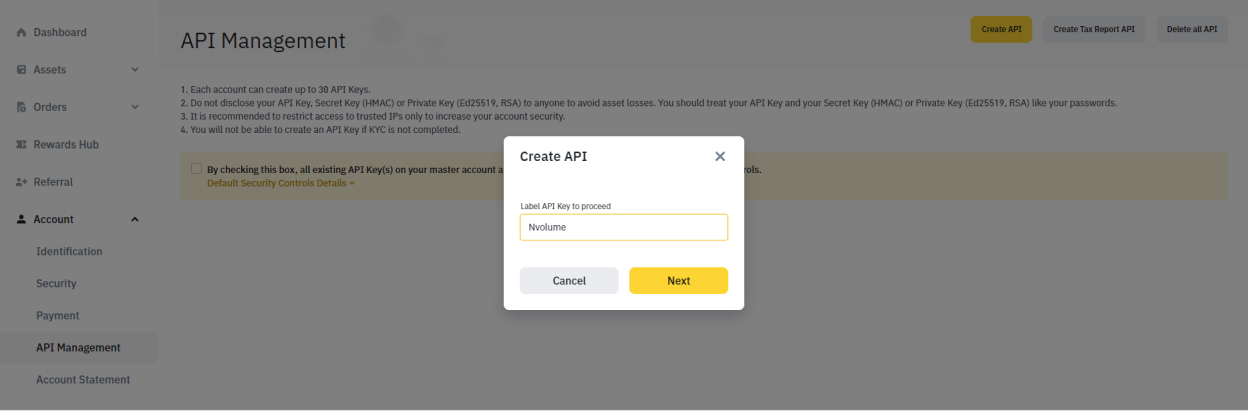 Dashboard
Assets
Orders
Rewards Hub
Referral
Account
Identification
Security
Payment
API Management
Account Statement
API Management
Create API
Create Tax Report API
Delete all API
1. Each account can create up to 30 API Keys.
2. Do not disclose your API Key, Secret Key (HMAC) or Private Key (Ed25519, RSA) to anyone to avoid asset losses. You should treat your API Key and your Secret Key (HMAC) or Private Key (Ed25519, RSA) like your passwords.
3. It is recommended to restrict access to trusted IPs only to increase your account security.
4. You will not be able to create an API Key if KYC is not completed.
By checking this box, all existing API Key(s) on your master account a
rols.
Default Security Controls Details
Create API
Label API Key to proceed
Nvolume
Cancel
Next